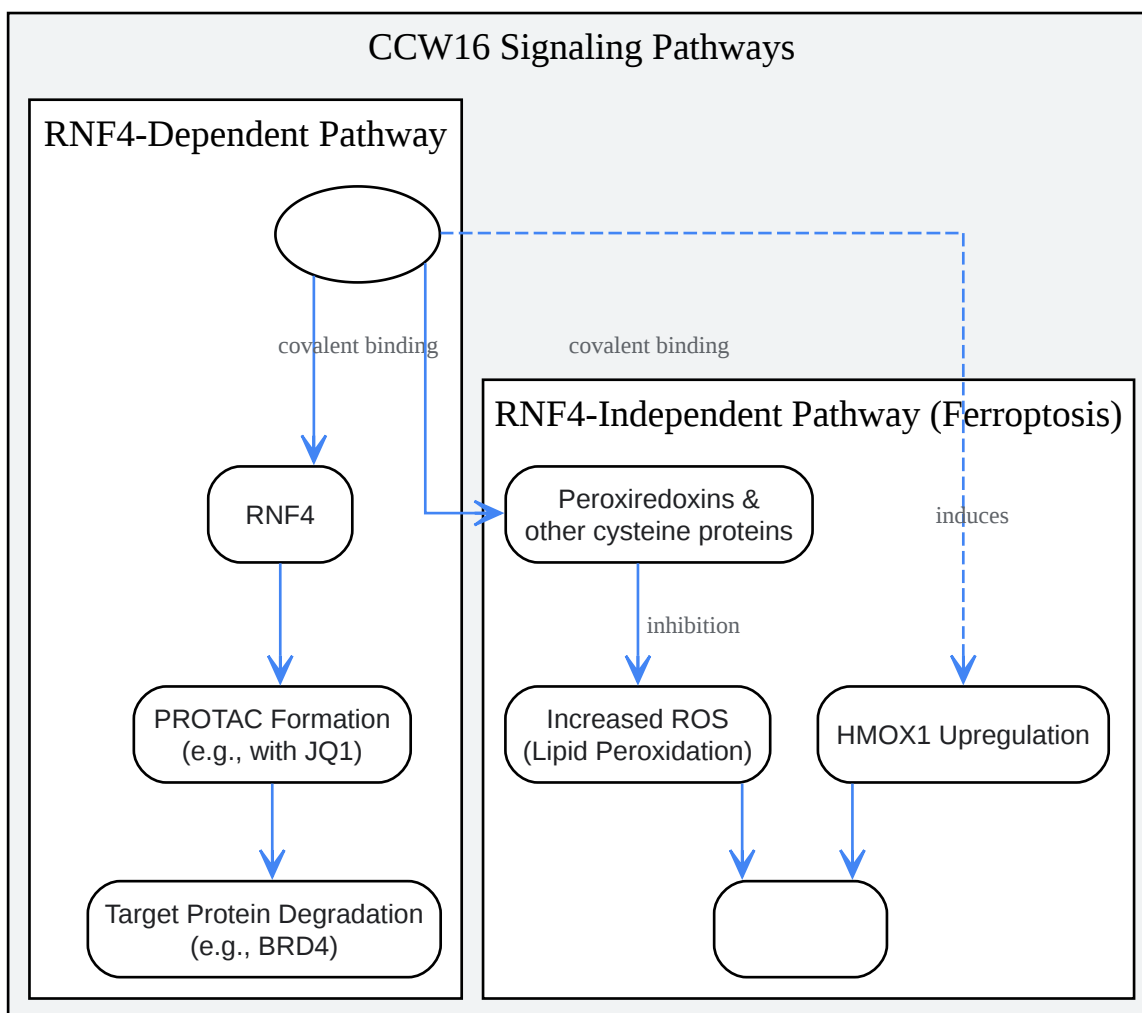 CCW16 Signaling Pathways
RNF4-Dependent Pathway
covalent binding
covalent binding
RNF4-Independent Pathway (Ferroptosis)
RNF4
Peroxiredoxins &
other cysteine proteins
induces
inhibition
PROTAC Formation
(e.g., with JQ1)
Increased ROS
(Lipid Peroxidation)
HMOX1 Upregulation
Target Protein Degradation
(e.g., BRD4)